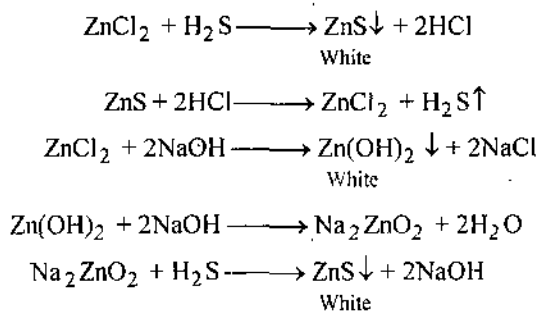 ZnCl₂ + H₂S ⟶ ZnS↓ + 2HCl
White
ZnS + 2HCl ⟶ ZnCl₂ + H₂S↑
ZnCl₂ + 2NaOH ⟶ Zn(OH)₂ ↓ + 2NaCl
White
Zn(OH)₂ + 2NaOH ⟶ Na₂ZnO₂ + 2H₂O
Na₂ZnO₂ + H₂S ⟶ ZnS↓ + 2NaOH
White